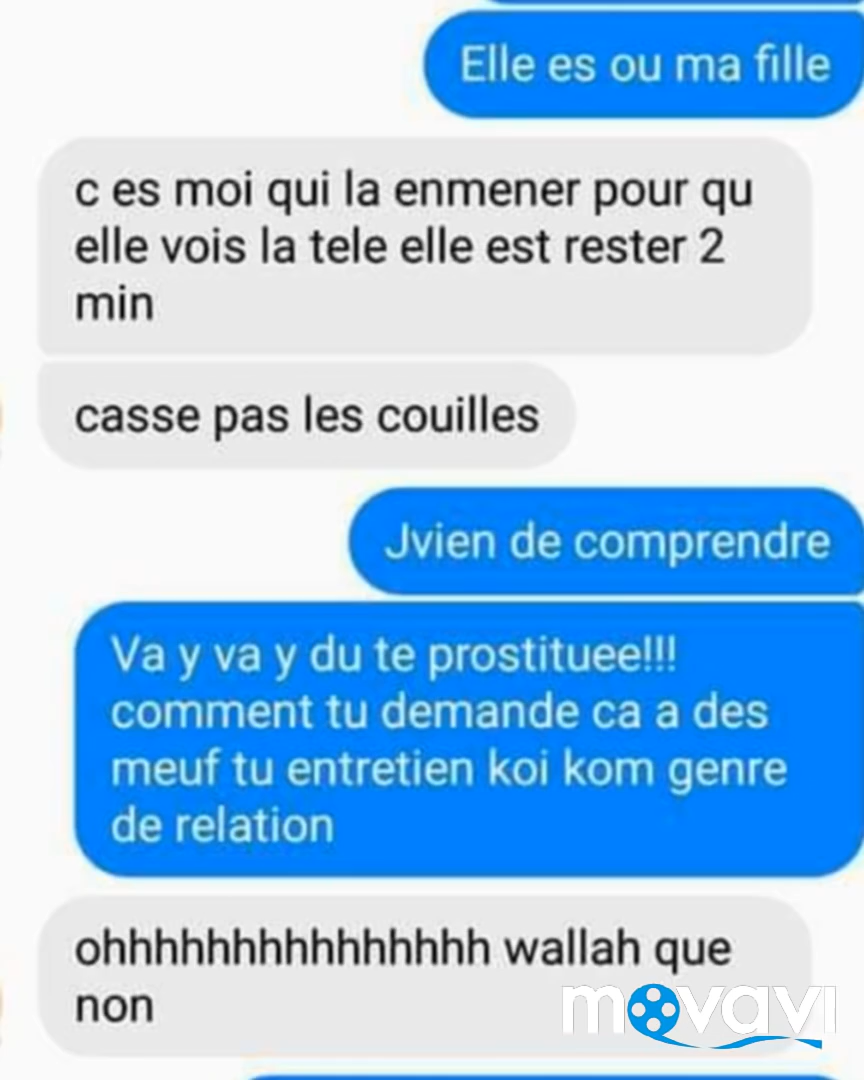 Elle es ou ma fille
c es moi qui la enmener pour qu
elle vois la tele elle est rester 2
min
casse pas les couilles
Jvien de comprendre
Va y va y du te prostituee!!!
comment tu demande ca a des
meuf tu entretien koi kom genre
de relation
ohhhhhhhhhhhhhhhhh wallah que
non
movavi